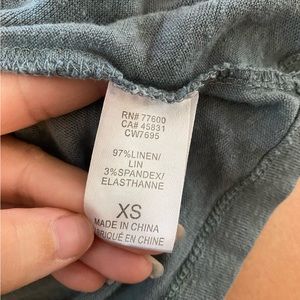 RN# 77600
CA# 45831
CW7695
97%LINEN/
LIN
3%SPANDEX/
ELASTHANNE
XS
MADE IN CHINA
FABRIQUÉ EN CHINE